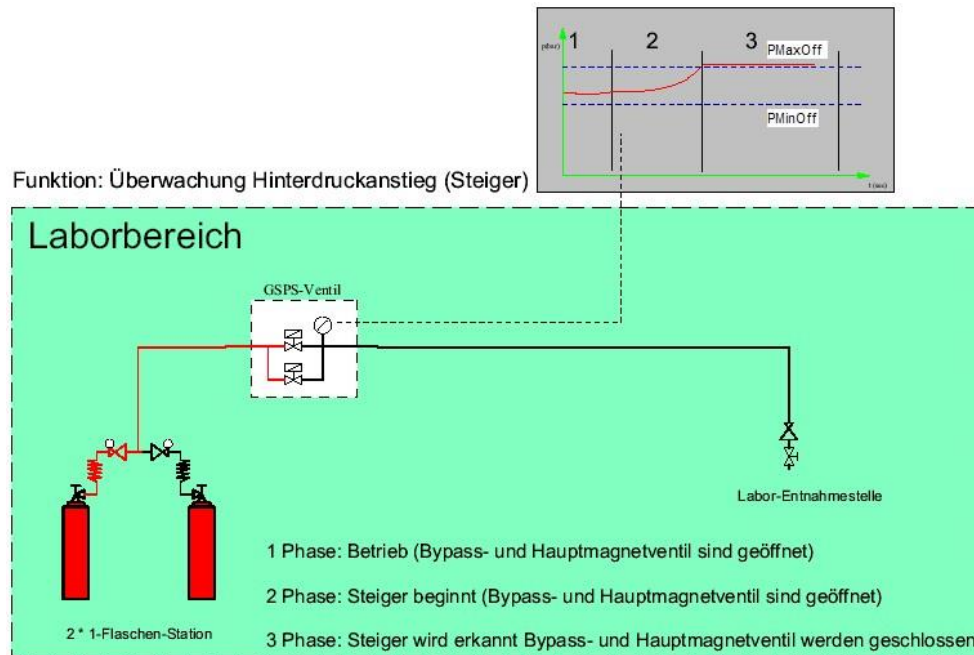 1 2 3
p(bar)
PMaxOff
PMinOff
t (sec)
Funktion: Überwachung Hinterdruckanstieg (Steiger)
Laborbereich
GSPS-Ventil
Labor-Entnahmestelle
2 * 1-Flaschen-Station
1 Phase: Betrieb (Bypass- und Hauptmagnetventil sind geöffnet)
2 Phase: Steiger beginnt (Bypass- und Hauptmagnetventil sind geöffnet)
3 Phase: Steiger wird erkannt Bypass- und Hauptmagnetventil werden geschlossen